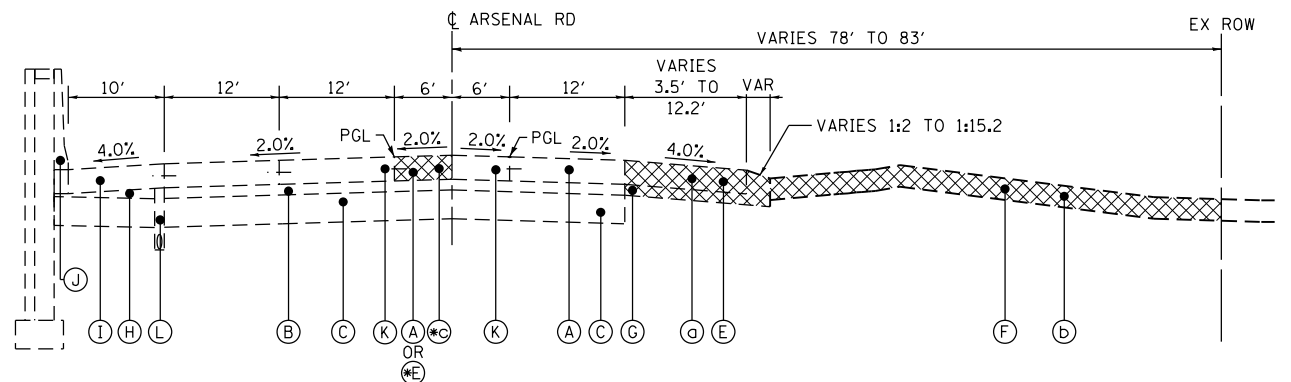 ℄ ARSENAL RD
EX ROW
VARIES 78' TO 83'
VARIES
3.5' TO
12.2'
VAR
10'
12'
12'
6'
6'
12'
VARIES 1:2 TO 1:15.2
PGL
PGL
4.0%
2.0%
2.0%
2.0%
2.0%
4.0%
J
I
H
L
B
C
K
A
OR
*E
*c
K
A
C
G
a
E
F
b